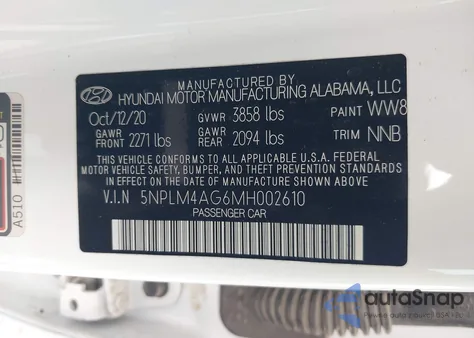 MANUFACTURED BY
HYUNDAI MOTOR MANUFACTURING ALABAMA, LLC
Oct/12/20 GVWR 3858 lbs PAINT WW8
GAWR FRONT 2271 lbs GAWR REAR 2094 lbs TRIM NNB
THIS VEHICLE CONFORMS TO ALL APPLICABLE U.S.A FEDERAL
MOTOR VEHICLE SAFETY, BUMPER, AND THEFT PREVENTION STANDARDS
IN EFFECT ON THE DATE OF MANUFACTURE SHOWN ABOVE.
V.I.N 5NPLM4AG6MH002610
PASSENGER CAR
A510
autoSnap